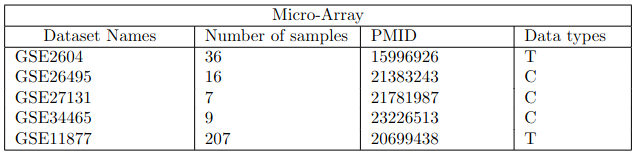 Micro-Array
Dataset Names Number of samples PMID Data types
GSE2604 36 15996926 T
GSE26495 16 21383243 C
GSE27131 7 21781987 C
GSE34465 9 23226513 C
GSE11877 207 20699438 T